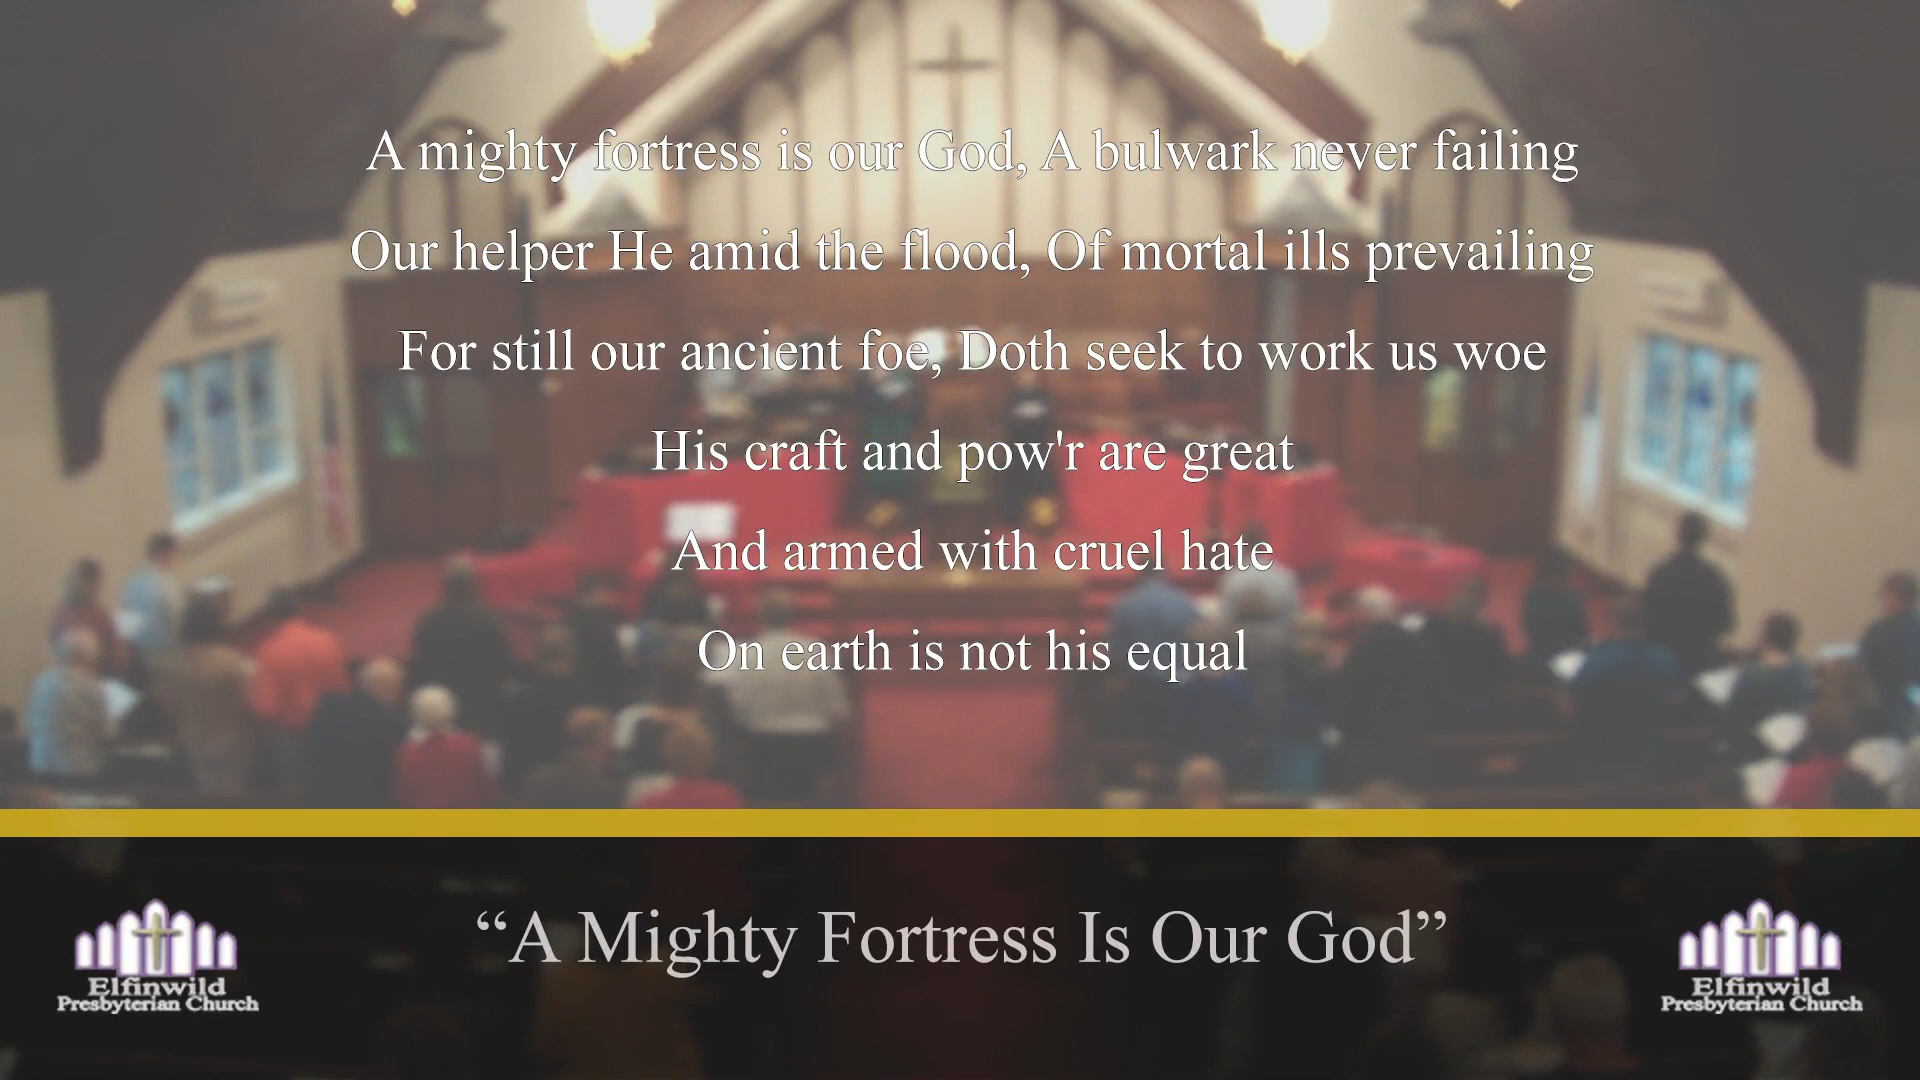 A mighty fortress is our God, A bulwark never failing
Our helper He amid the flood, Of mortal ills prevailing
For still our ancient foe, Doth seek to work us woe
His craft and pow'r are great
And armed with cruel hate
On earth is not his equal
“A Mighty Fortress Is Our God”
Elfinwild
Presbyterian Church
Elfinwild
Presbyterian Church